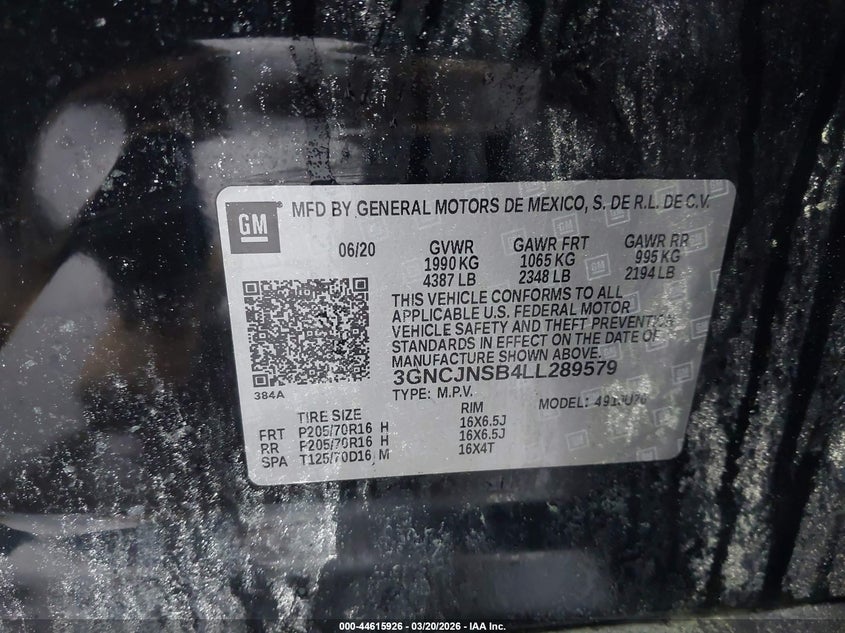 GM
MFD BY GENERAL MOTORS DE MEXICO, S. DE R.L. DE C.V.
06/20 GVWR GAWR FRT GAWR RR
1990 KG 1065 KG 995 KG
4387 LB 2348 LB 2194 LB
THIS VEHICLE CONFORMS TO ALL
APPLICABLE U.S. FEDERAL MOTOR
VEHICLE SAFETY AND THEFT PREVENTION
STANDARDS IN EFFECT ON THE DATE OF
MANUFACTURE SHOWN ABOVE.
3GNCJNSB4LL289579
384A
TYPE: M.P.V. MODEL:
TIRE SIZE RIM
FRT P205/70R16 H 16X6.5J
RR P205/70R16 H 16X6.5J
SPA T125/70D16 M 16X4T
000-44615926 - 03/20/2026 - IAA Inc.